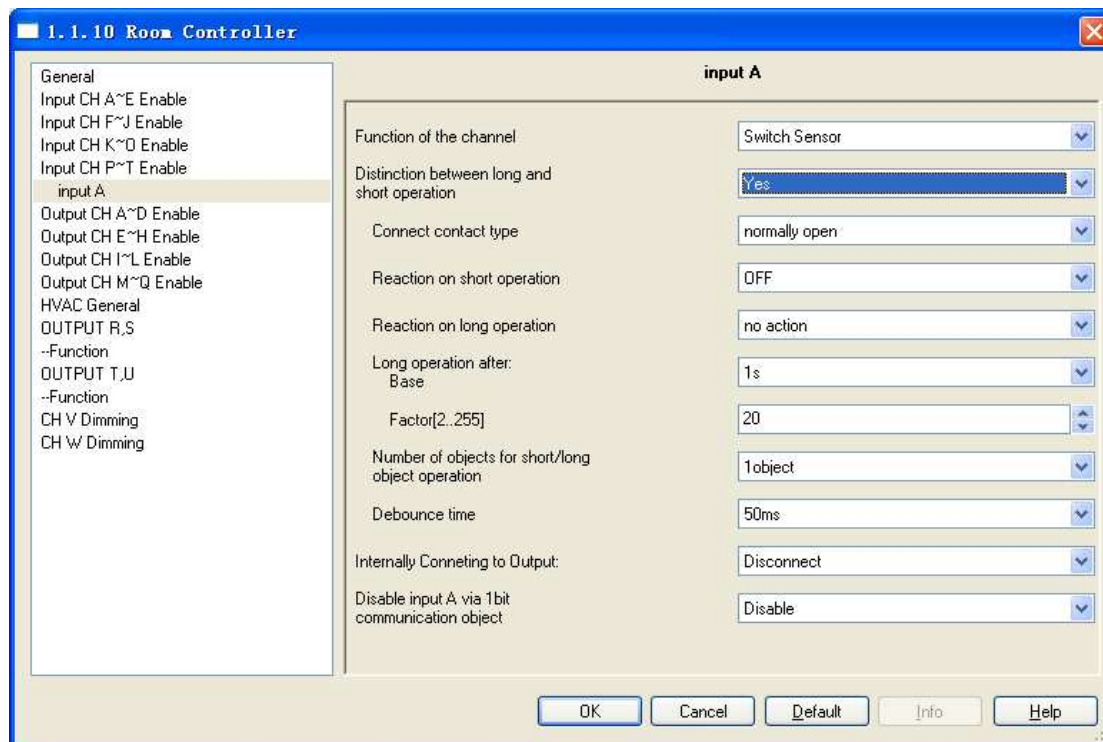 1.1.10 Room Controller
General
Input CH A~E Enable
Input CH F~J Enable
Input CH K~O Enable
Input CH P~T Enable
input A
Output CH A~D Enable
Output CH E~H Enable
Output CH I~L Enable
Output CH M~Q Enable
HVAC General
OUTPUT R,S
--Function
OUTPUT T,U
--Function
CH V Dimming
CH W Dimming
input A
Function of the channel
Switch Sensor
Distinction between long and
short operation
Yes
Connect contact type
normally open
Reaction on short operation
OFF
Reaction on long operation
no action
Long operation after:
Base
1s
Factor[2..255]
20
Number of objects for short/long
object operation
1object
Debounce time
50ms
Internally Conneting to Output:
Disconnect
Disable input A via 1bit
communication object
Disable
OK
Cancel
Default
Info
Help